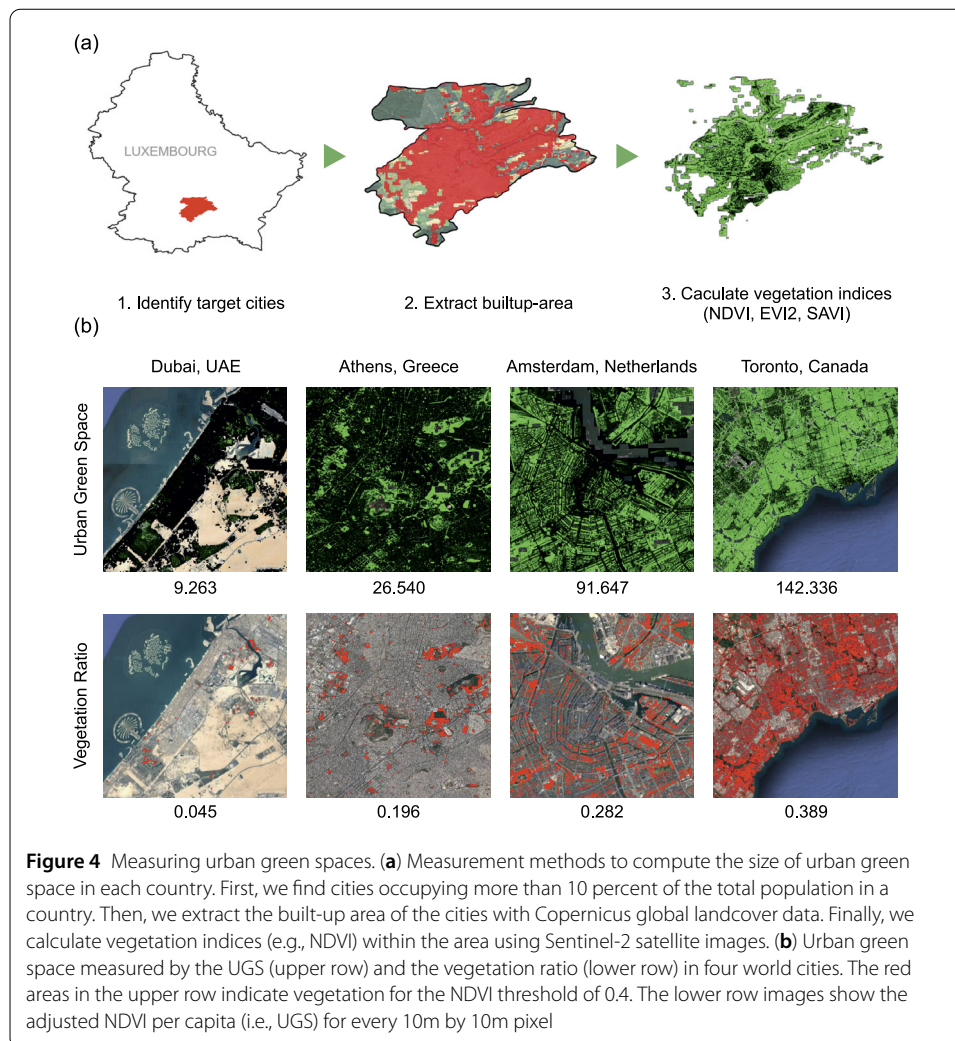 (a)
LUXEMBOURG
1. Identify target cities
2. Extract builtup-area
3. Caculate vegetation indices
(NDVI, EVI2, SAVI)
(b)
Dubai, UAE
Athens, Greece
Amsterdam, Netherlands
Toronto, Canada
Urban Green Space
9.263
26.540
91.647
142.336
Vegetation Ratio
0.045
0.196
0.282
0.389
Figure 4 Measuring urban green spaces. (a) Measurement methods to compute the size of urban green
space in each country. First, we find cities occupying more than 10 percent of the total population in a
country. Then, we extract the built-up area of the cities with Copernicus global landcover data. Finally, we
calculate vegetation indices (e.g., NDVI) within the area using Sentinel-2 satellite images. (b) Urban green
space measured by the UGS (upper row) and the vegetation ratio (lower row) in four world cities. The red
areas in the upper row indicate vegetation for the NDVI threshold of 0.4. The lower row images show the
adjusted NDVI per capita (i.e., UGS) for every 10m by 10m pixel